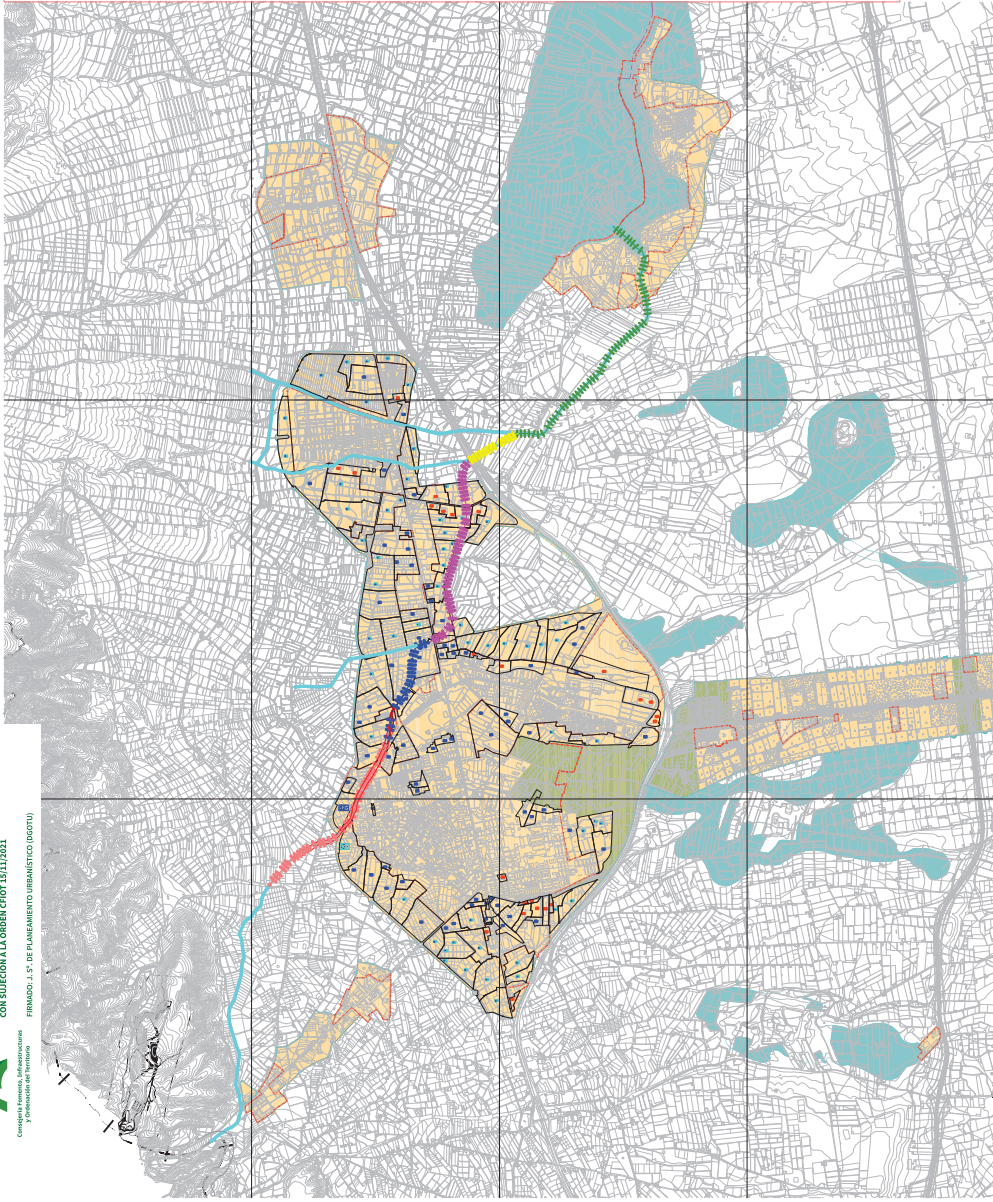 CON SUJECIÓN A LA ORDEN CFIOT 15/11/2021
FIRMADO: J. Sº. DE PLANEAMIENTO URBANÍSTICO (DGOTU)
Consejería Fomento, Infraestructuras
y Ordenación del Territorio